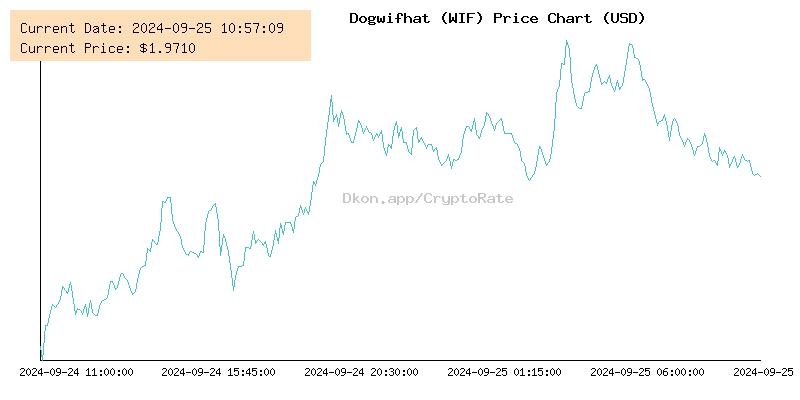 Dogwifhat (WIF) Price Chart (USD)
Current Date: 2024-09-25 10:57:09
Current Price: $1.9710
Dkon.app/CryptoRate
2024-09-24 11:00:00 2024-09-24 15:45:00 2024-09-24 20:30:00 2024-09-25 01:15:00 2024-09-25 06:00:00 2024-09-25